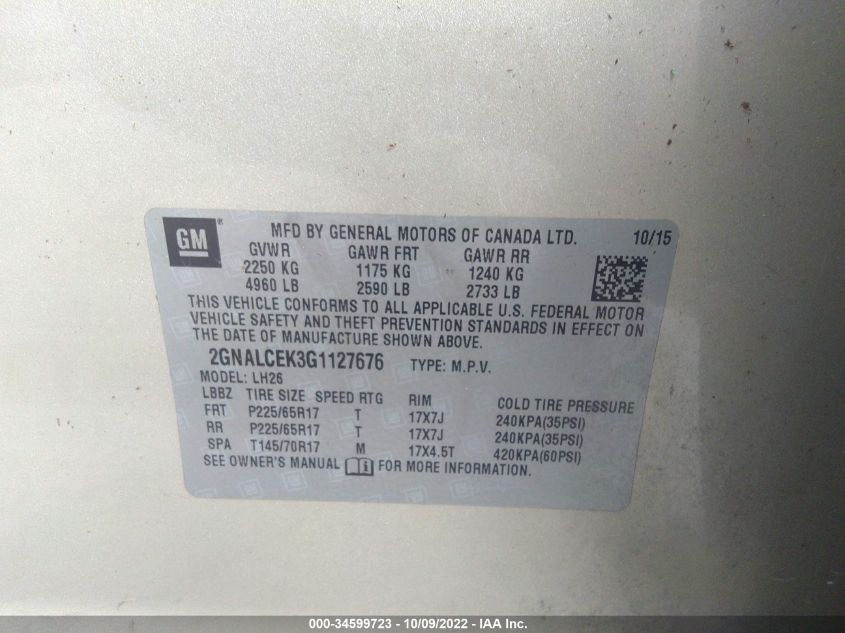 GM ® MFD BY GENERAL MOTORS OF CANADA LTD. 10/15
GVWR GAWR FRT GAWR RR
2250 KG 1175 KG 1240 KG
4960 LB 2590 LB 2733 LB
THIS VEHICLE CONFORMS TO ALL APPLICABLE U.S. FEDERAL MOTOR
VEHICLE SAFETY AND THEFT PREVENTION STANDARDS IN EFFECT ON
THE DATE OF MANUFACTURE SHOWN ABOVE.
2GNALCEK3G1127676 TYPE: M.P.V.
MODEL: LH26
LBBZ TIRE SIZE SPEED RTG RIM COLD TIRE PRESSURE
FRT P225/65R17 T 17X7J 240KPA(35PSI)
RR P225/65R17 T 17X7J 240KPA(35PSI)
SPA T145/70R17 M 17X4.5T 420KPA(60PSI)
SEE OWNER'S MANUAL i FOR MORE INFORMATION.
000-34599723 - 10/09/2022 - IAA Inc.